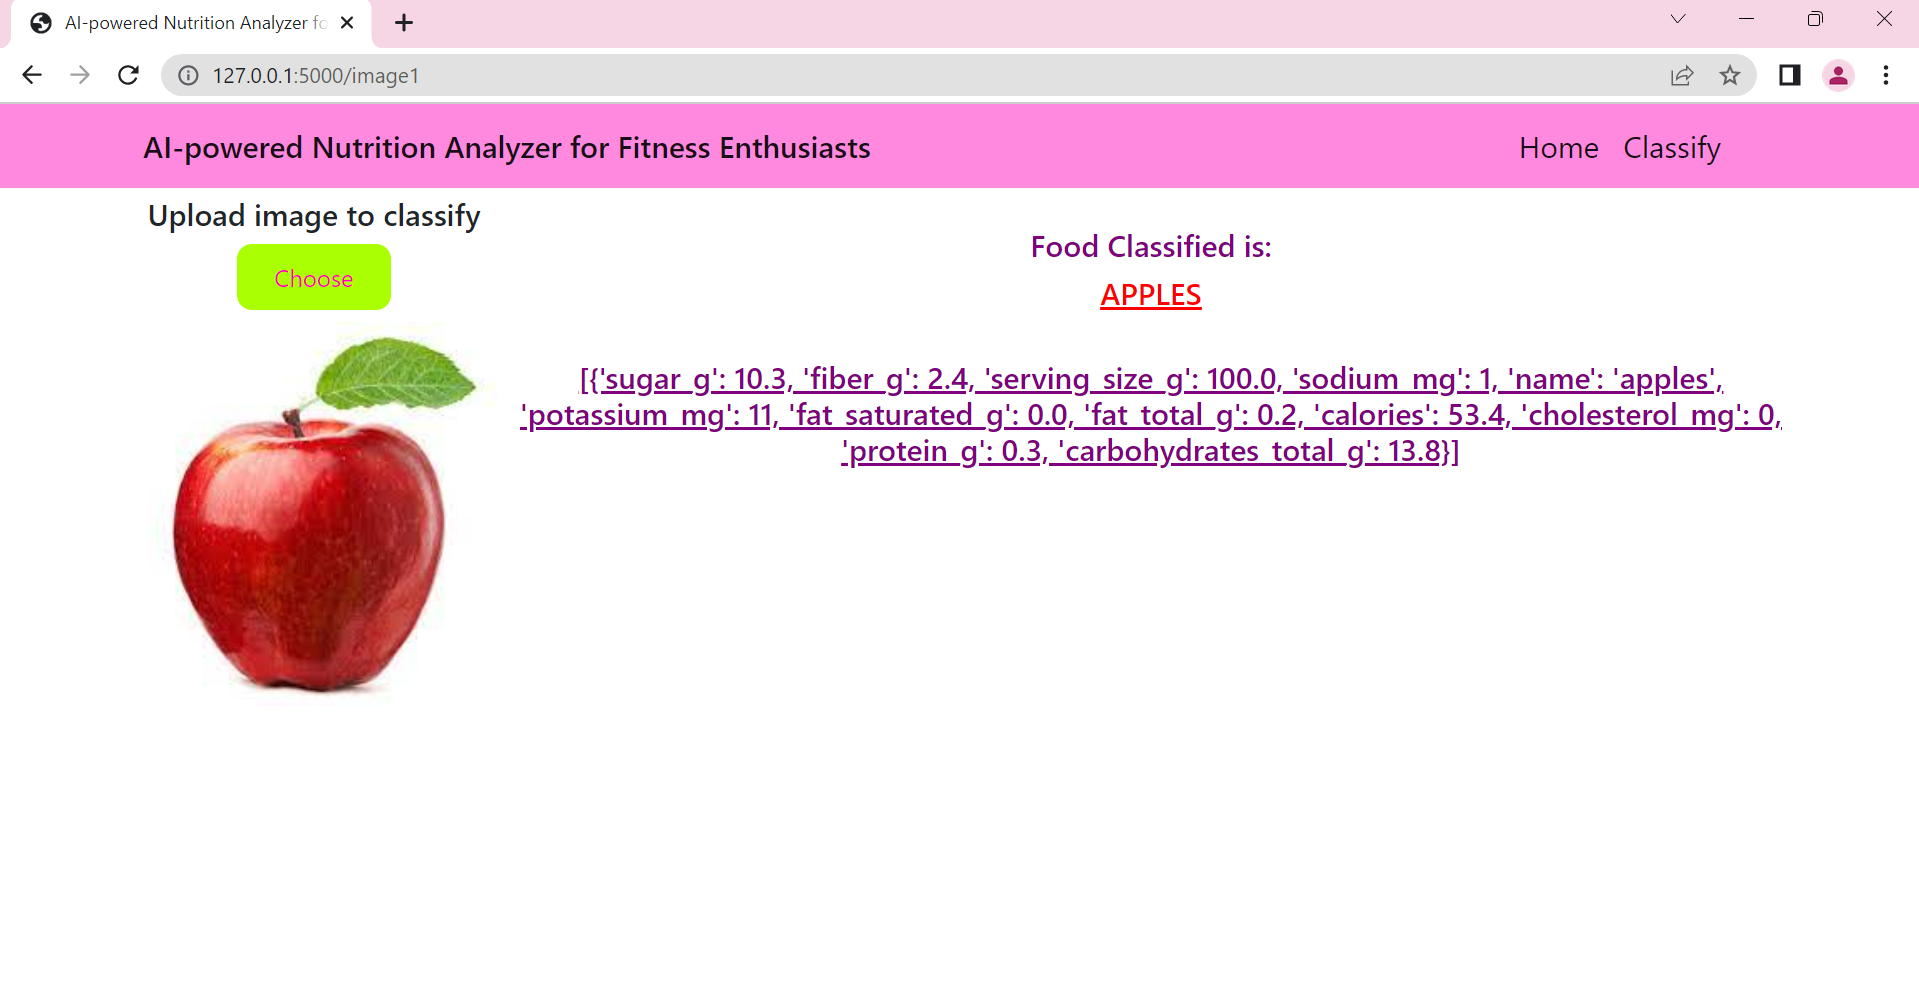 AI-powered Nutrition Analyzer fo
127.0.0.1:5000/image1
AI-powered Nutrition Analyzer for Fitness Enthusiasts
Home Classify
Upload image to classify
Choose
Food Classified is:
APPLES
[{'sugar_g': 10.3, 'fiber_g': 2.4, 'serving_size_g': 100.0, 'sodium_mg': 1, 'name': 'apples',
'potassium_mg': 11, 'fat_saturated_g': 0.0, 'fat_total_g': 0.2, 'calories': 53.4, 'cholesterol_mg': 0,
'protein_g': 0.3, 'carbohydrates_total_g': 13.8}]